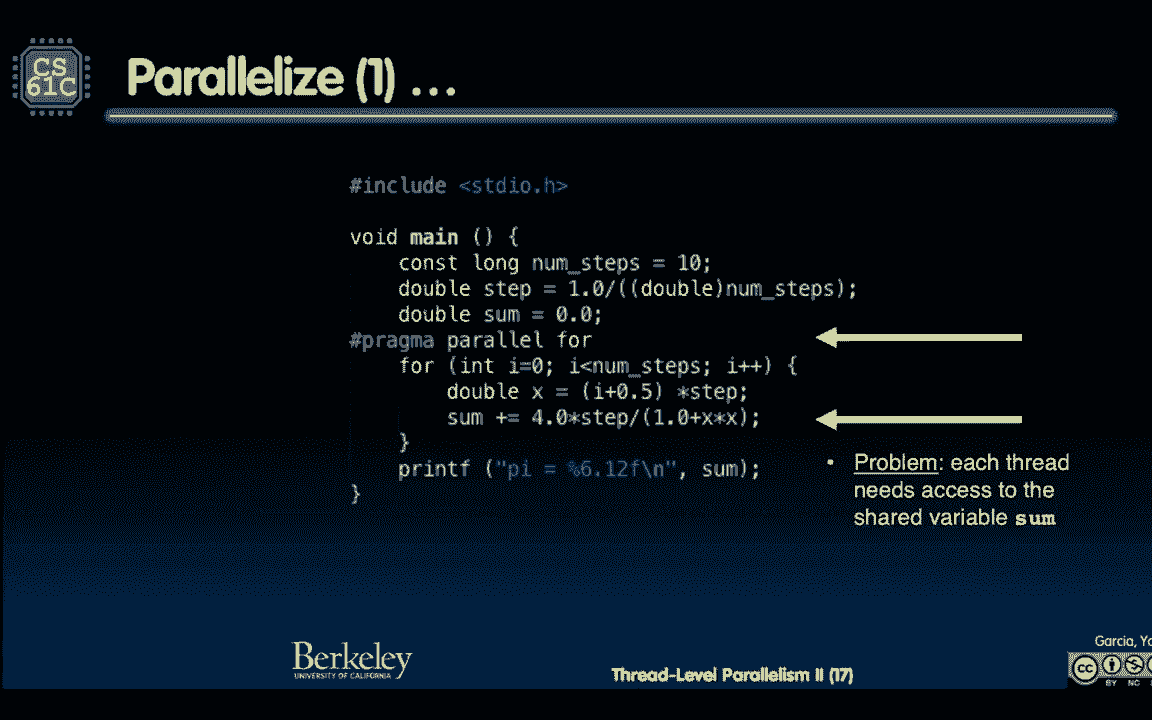 CS
61C
Parallelize (1) …
#include <stdio.h>
void main () {
    const long num_steps = 10;
    double step = 1.0/((double)num_steps);
    double sum = 0.0;
#pragma parallel for
    for (int i=0; i<num_steps; i++) {
        double x = (i+0.5) *step;
        sum += 4.0*step/(1.0+x*x);
    }
    printf ("pi = %6.12f\n", sum);
}
• Problem: each thread
needs access to the
shared variable sum
Berkeley
UNIVERSITY OF CALIFORNIA
Thread-Level Parallelism II (17)
Garcia,
cc
BY NC